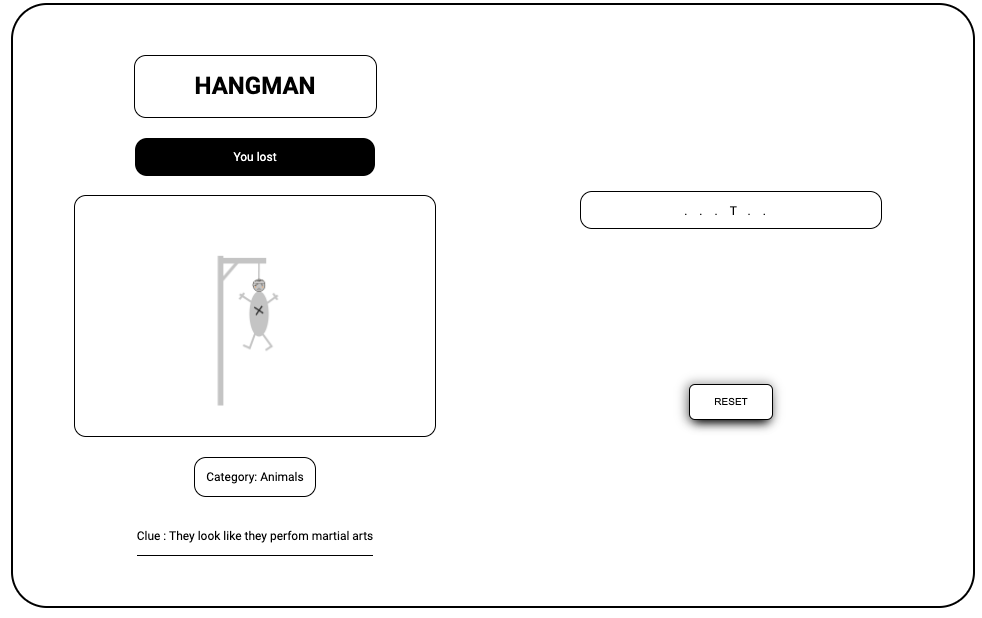 HANGMAN
You lost
. . . T . .
RESET
Category: Animals
Clue : They look like they perfom martial arts